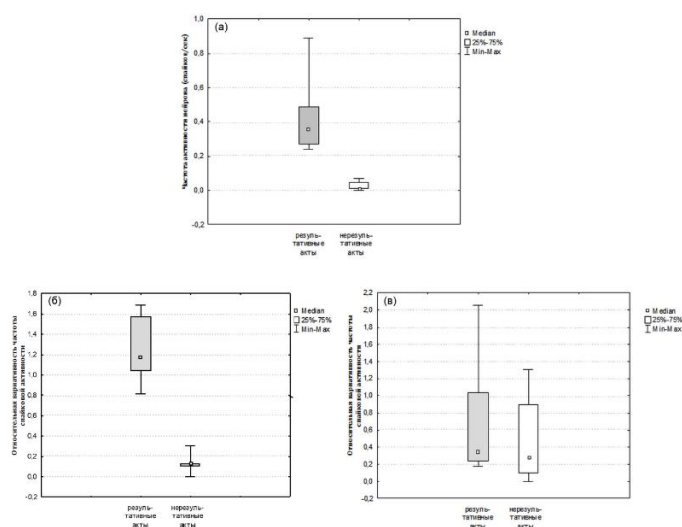 (а)
Частота активности нейрона (спайков/сек)
1,0
0,8
0,6
0,4
0,2
0,0
-0,2
резуль-
тативные
акты
нерезуль-
тативные
акты
Median
25%-75%
Min-Max
(б)
Относительная вариативность частоты
спайковой активности
1,8
1,6
1,4
1,2
1,0
0,8
0,6
0,4
0,2
0,0
-0,2
резуль-
тативные
акты
нерезуль-
тативные
акты
Median
25%-75%
Min-Max
(в)
Относительная вариативность частоты
спайковой активности
2,2
2,0
1,8
1,6
1,4
1,2
1,0
0,8
0,6
0,4
0,2
0,0
-0,2
резуль-
тативные
акты
нерезуль-
тативные
акты
Median
25%-75%
Min-Max